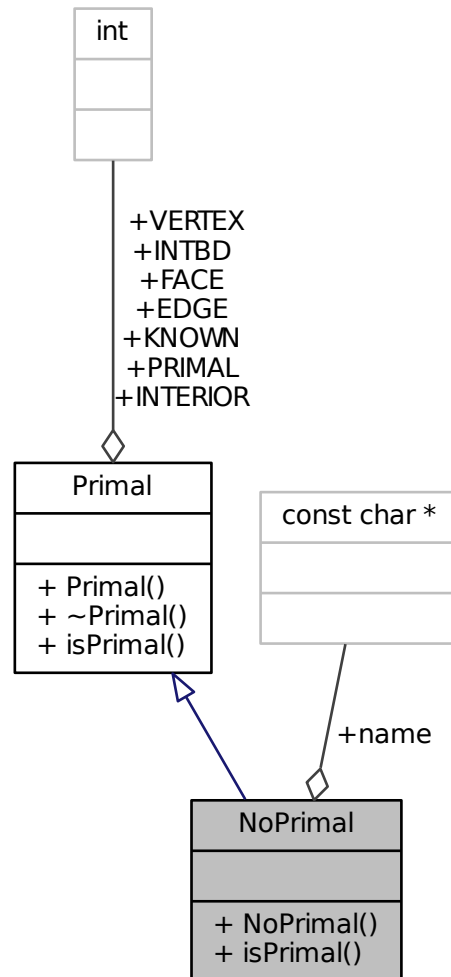 int
+VERTEX
+INTBD
+FACE
+EDGE
+KNOWN
+PRIMAL
+INTERIOR
Primal
+ Primal()
+ ~Primal()
+ isPrimal()
const char *
+name
NoPrimal
+ NoPrimal()
+ isPrimal()